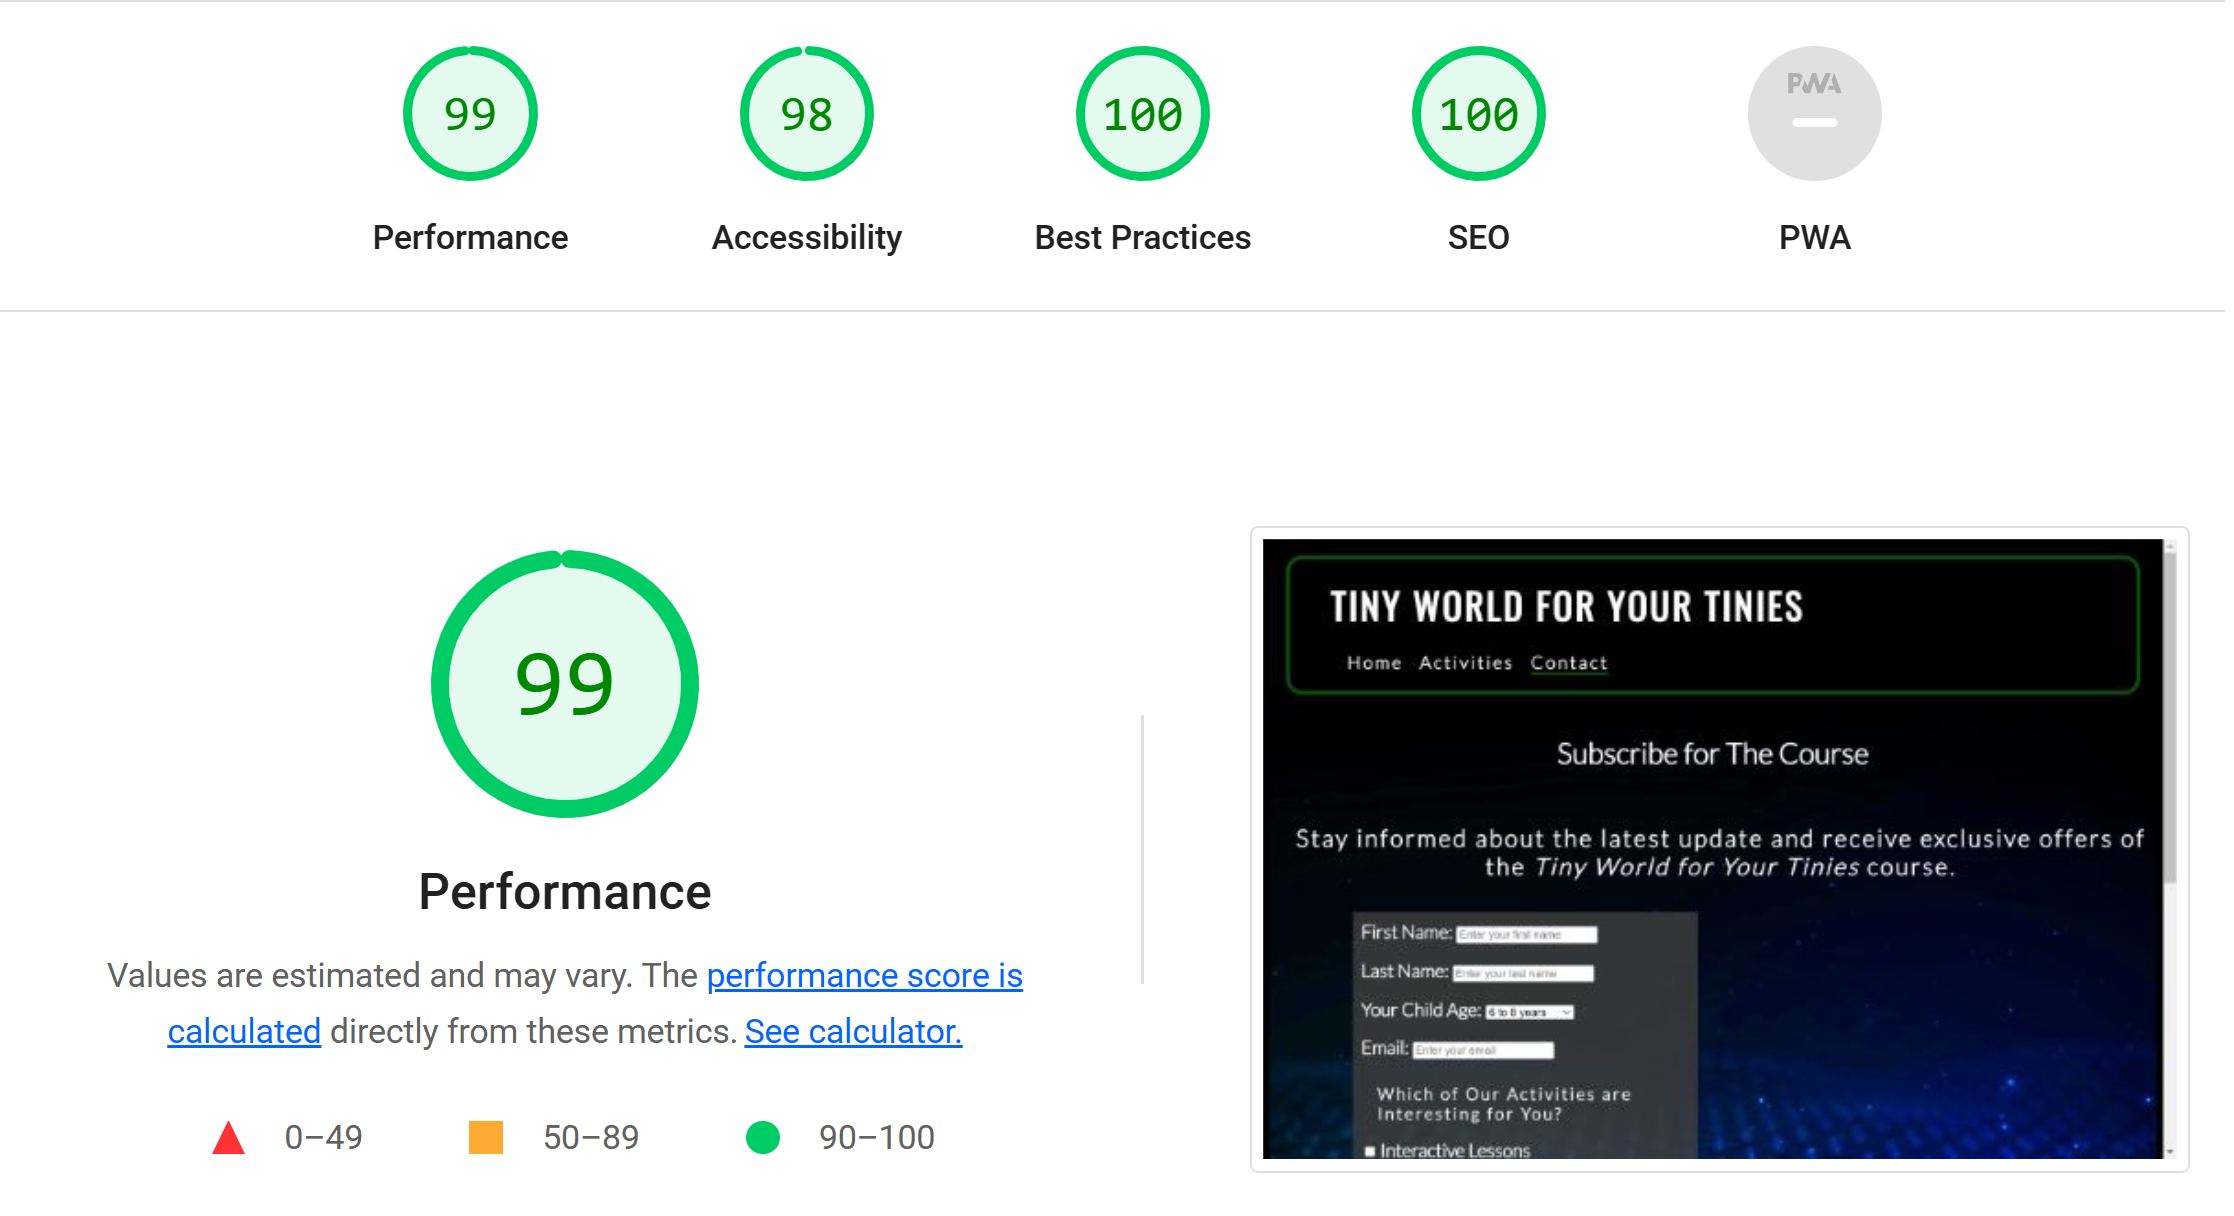 99
98
100
100
PWA
Performance
Accessibility
Best Practices
SEO
PWA
99
Performance
Values are estimated and may vary. The performance score is
calculated directly from these metrics. See calculator.
0–49
50–89
90–100
TINY WORLD FOR YOUR TINIES
Home Activities Contact
Subscribe for The Course
Stay informed about the latest update and receive exclusive offers of
the Tiny World for Your Tinies course.
First Name: Enter your first name
Last Name: Enter your last name
Your Child Age: 6 to 8 years
Email: Enter your email
Which of Our Activities are
Interesting for You?
Interactive Lessons